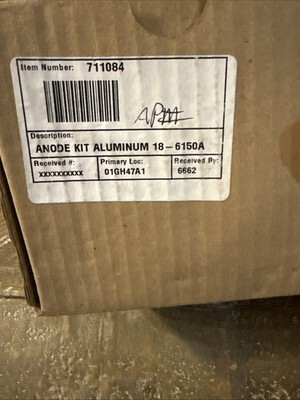 Item Number: 711084
Description:
ANODE KIT ALUMINUM 18-6150A
Received #: Primary Loc: Received By:
xxxxxxxxxx 01GH47A1 6662